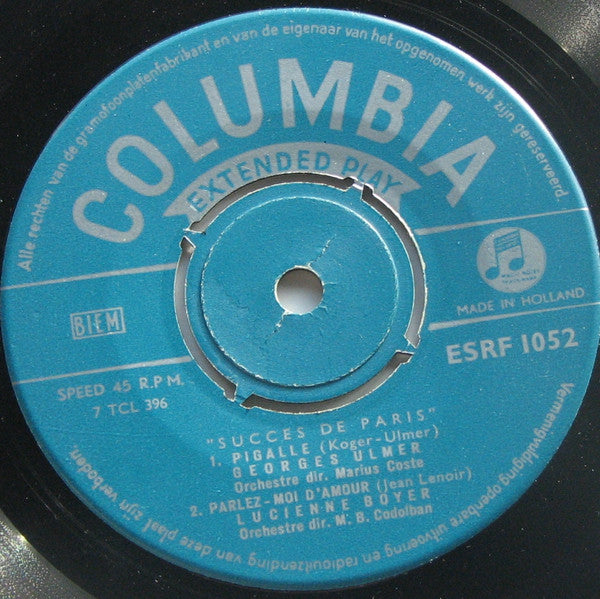 Alle rechten van de gramofoonplatenfabrikant en van de eigenaar van het opgenomen werk zijn gereserveerd.
COLUMBIA
EXTENDED PLAY
MADE IN HOLLAND
BIEM
ESRF 1052
SPEED 45 R.P.M.
7 TCL 396
"SUCCES DE PARIS"
1. PIGALLE (Koger-Ulmer)
GEORGES ULMER
Orchestre dir. Marius Coste
2. PARLEZ-MOI D'AMOUR (Jean Lenoir)
LUCIENNE BOYER
Orchestre dir. M. B. Codolban
Vermenigvuldiging openbare uitvoering en radiouitzending van deze plaat zijn verboden.